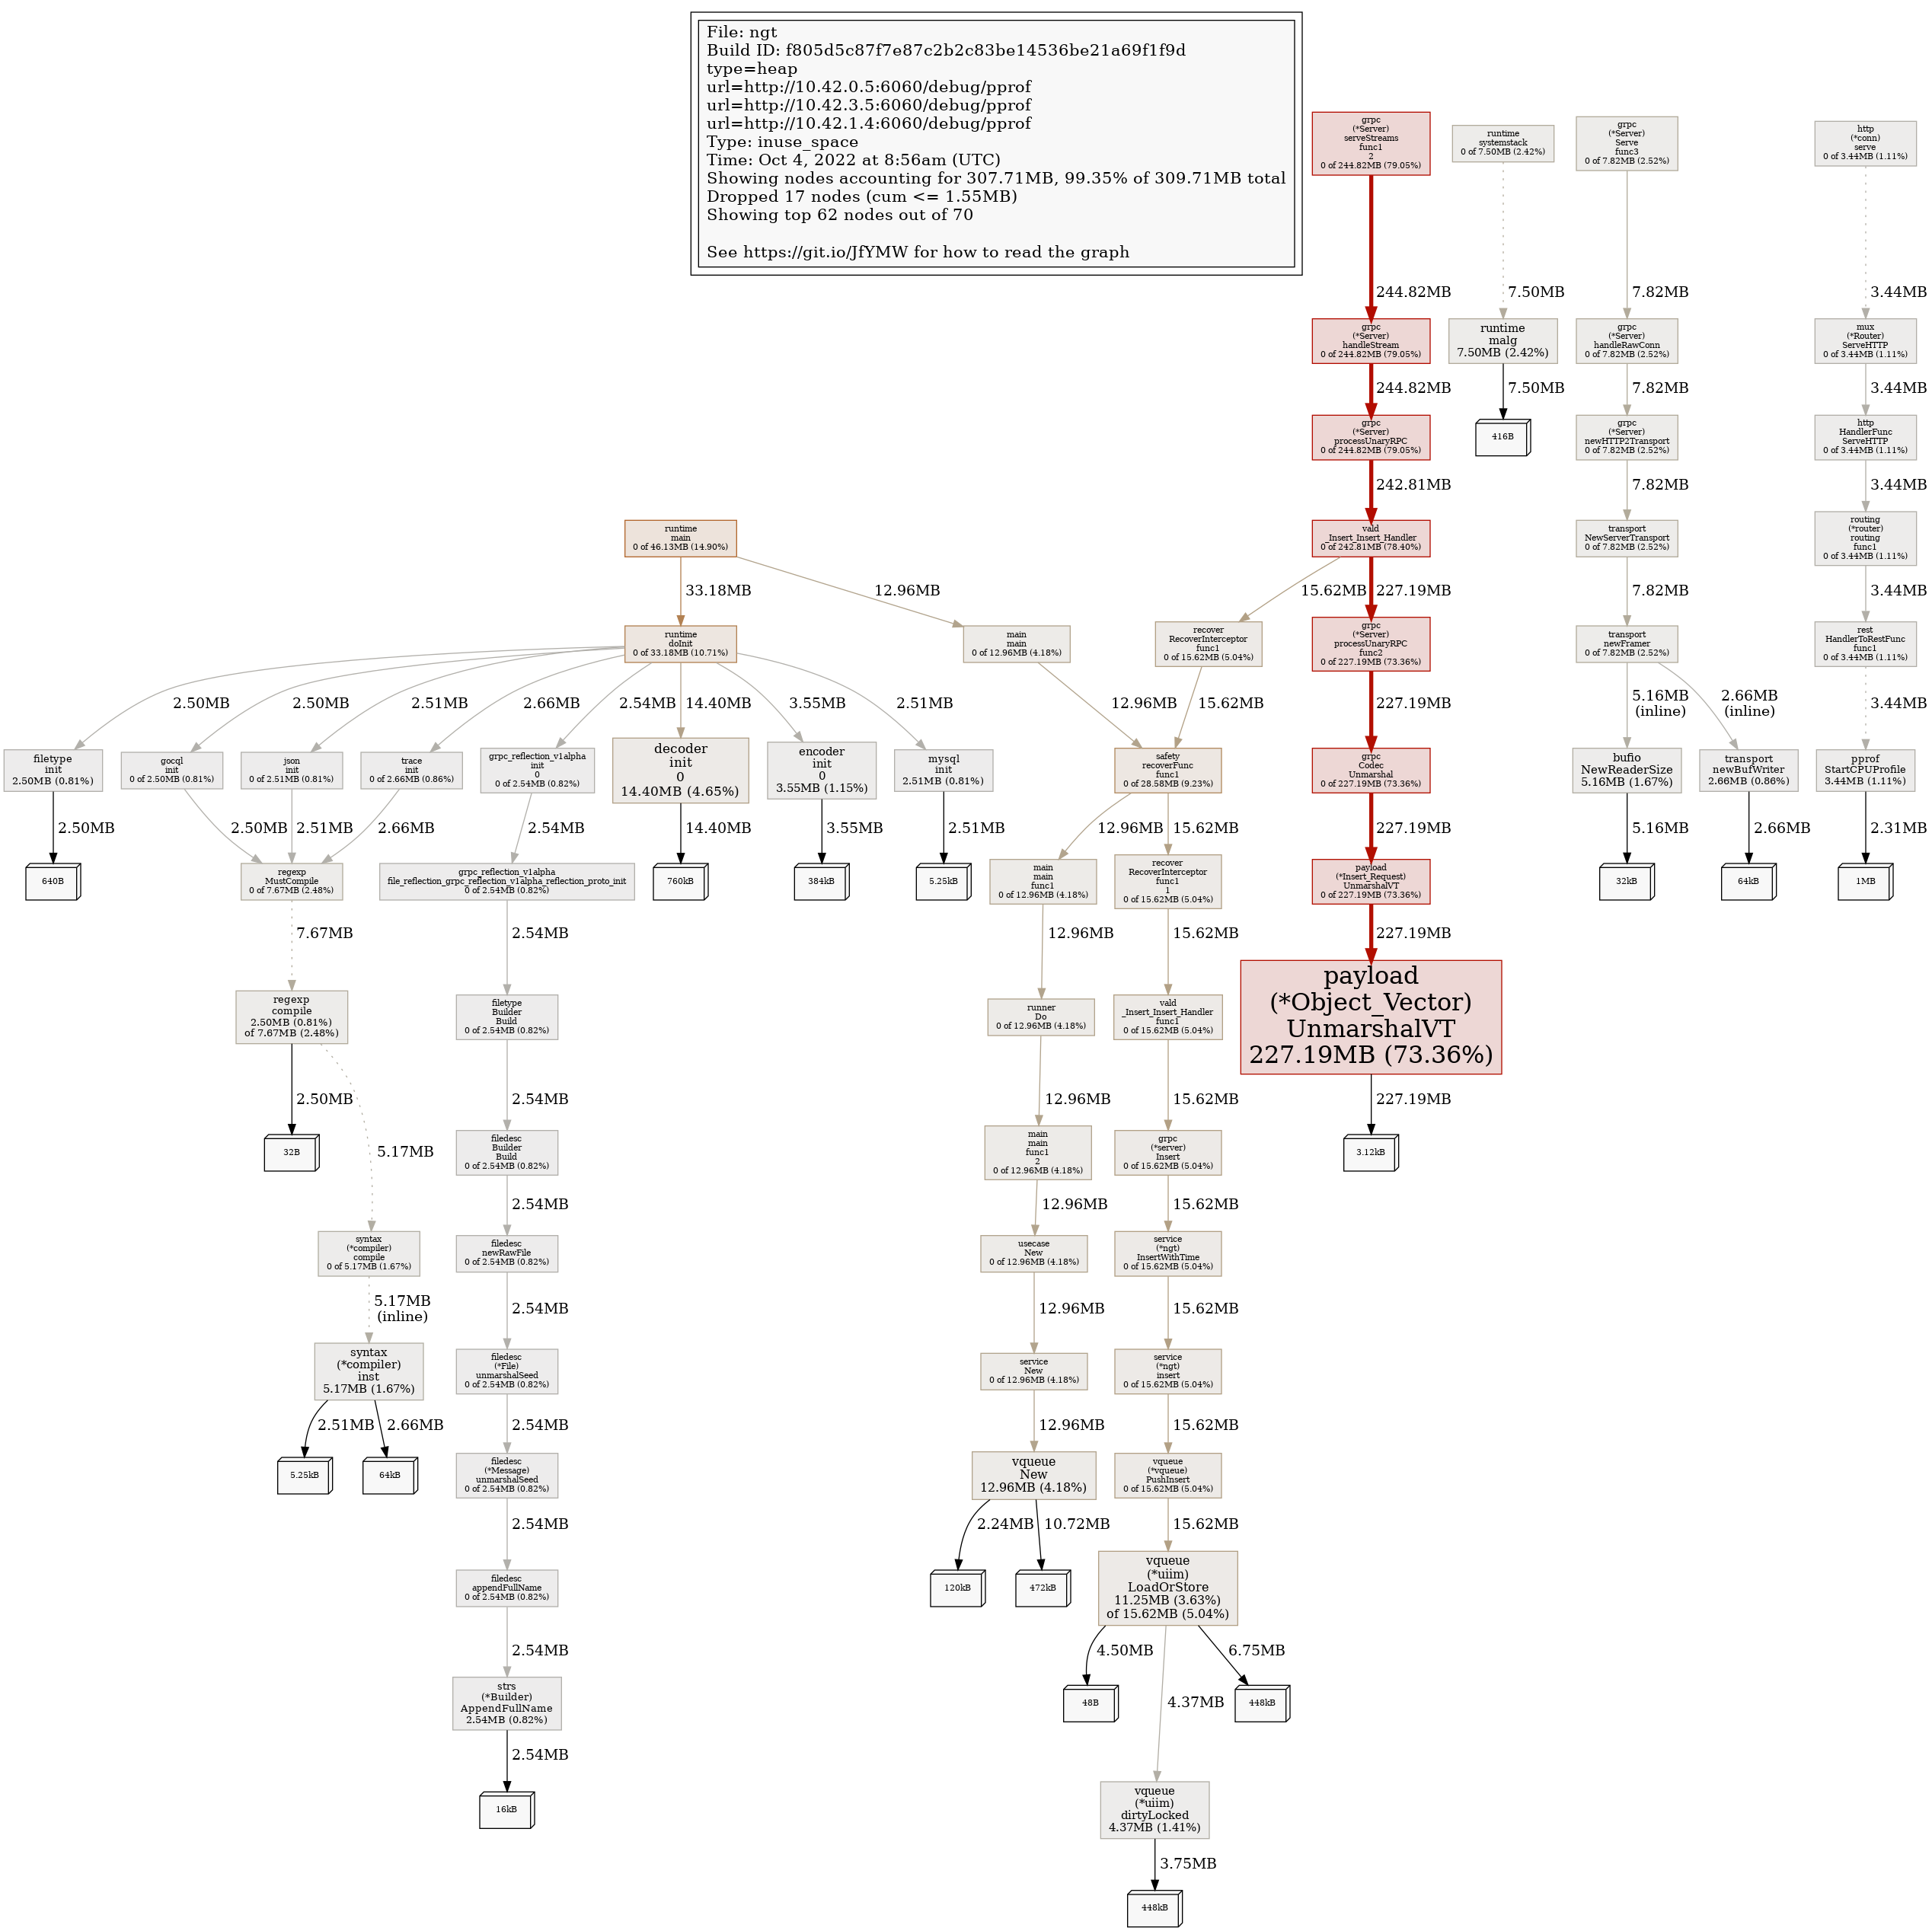 File: ngt
Build ID: f805d5c87f7e87c2b2c83be14536be21a69f1f9d
type=heap
url=http://10.42.0.5:6060/debug/pprof
url=http://10.42.3.5:6060/debug/pprof
url=http://10.42.1.4:6060/debug/pprof
Type: inuse_space
Time: Oct 4, 2022 at 8:56am (UTC)
Showing nodes accounting for 307.71MB, 99.35% of 309.71MB total
Dropped 17 nodes (cum <= 1.55MB)
Showing top 62 nodes out of 70
See https://git.io/JfYMW for how to read the graph
grpc
(*Server)
serveStreams
func1
2
0 of 244.82MB (79.05%)
runtime
systemstack
0 of 7.50MB (2.42%)
grpc
(*Server)
Serve
func3
0 of 7.82MB (2.52%)
http
(*conn)
serve
0 of 3.44MB (1.11%)
244.82MB
7.50MB
7.82MB
3.44MB
grpc
(*Server)
handleStream
0 of 244.82MB (79.05%)
runtime
malg
7.50MB (2.42%)
grpc
(*Server)
handleRawConn
0 of 7.82MB (2.52%)
mux
(*Router)
ServeHTTP
0 of 3.44MB (1.11%)
244.82MB
7.50MB
7.82MB
3.44MB
grpc
(*Server)
processUnaryRPC
0 of 244.82MB (79.05%)
416B
grpc
(*Server)
newHTTP2Transport
0 of 7.82MB (2.52%)
http
HandlerFunc
ServeHTTP
0 of 3.44MB (1.11%)
242.81MB
7.82MB
3.44MB
runtime
main
0 of 46.13MB (14.90%)
vald
_Insert_Insert_Handler
0 of 242.81MB (78.40%)
transport
NewServerTransport
0 of 7.82MB (2.52%)
routing
(*router)
routing
func1
0 of 3.44MB (1.11%)
33.18MB
12.96MB
15.62MB
227.19MB
7.82MB
3.44MB
runtime
doInit
0 of 33.18MB (10.71%)
main
main
0 of 12.96MB (4.18%)
recover
RecoverInterceptor
func1
0 of 15.62MB (5.04%)
grpc
(*Server)
processUnaryRPC
func2
0 of 227.19MB (73.36%)
transport
newFramer
0 of 7.82MB (2.52%)
rest
HandlerToRestFunc
func1
0 of 3.44MB (1.11%)
2.50MB
2.50MB
2.51MB
2.66MB
2.54MB
14.40MB
3.55MB
2.51MB
12.96MB
15.62MB
227.19MB
5.16MB
(inline)
2.66MB
(inline)
3.44MB
filetype
init
2.50MB (0.81%)
gocql
init
0 of 2.50MB (0.81%)
json
init
0 of 2.51MB (0.81%)
trace
init
0 of 2.66MB (0.86%)
grpc_reflection_v1alpha
init
0
0 of 2.54MB (0.82%)
decoder
init
0
14.40MB (4.65%)
encoder
init
0
3.55MB (1.15%)
mysql
init
2.51MB (0.81%)
safety
recoverFunc
func1
0 of 28.58MB (9.23%)
grpc
Codec
Unmarshal
0 of 227.19MB (73.36%)
bufio
NewReaderSize
5.16MB (1.67%)
transport
newBufWriter
2.66MB (0.86%)
pprof
StartCPUProfile
3.44MB (1.11%)
2.50MB
2.50MB
2.51MB
2.66MB
2.54MB
14.40MB
3.55MB
2.51MB
12.96MB
15.62MB
227.19MB
5.16MB
2.66MB
2.31MB
640B
regexp
MustCompile
0 of 7.67MB (2.48%)
grpc_reflection_v1alpha
file_reflection_grpc_reflection_v1alpha_reflection_proto_init
0 of 2.54MB (0.82%)
760kB
384kB
5.25kB
main
main
func1
0 of 12.96MB (4.18%)
recover
RecoverInterceptor
func1
1
0 of 15.62MB (5.04%)
payload
(*Insert_Request)
UnmarshalVT
0 of 227.19MB (73.36%)
32kB
64kB
1MB
7.67MB
2.54MB
12.96MB
15.62MB
227.19MB
regexp
compile
2.50MB (0.81%)
of 7.67MB (2.48%)
filetype
Builder
Build
0 of 2.54MB (0.82%)
runner
Do
0 of 12.96MB (4.18%)
vald
_Insert_Insert_Handler
func1
0 of 15.62MB (5.04%)
payload
(*Object_Vector)
UnmarshalVT
227.19MB (73.36%)
2.50MB
5.17MB
2.54MB
12.96MB
15.62MB
227.19MB
32B
filedesc
Builder
Build
0 of 2.54MB (0.82%)
main
main
func1
2
0 of 12.96MB (4.18%)
grpc
(*server)
Insert
0 of 15.62MB (5.04%)
3.12kB
2.54MB
12.96MB
15.62MB
syntax
(*compiler)
compile
0 of 5.17MB (1.67%)
filedesc
newRawFile
0 of 2.54MB (0.82%)
usecase
New
0 of 12.96MB (4.18%)
service
(*ngt)
InsertWithTime
0 of 15.62MB (5.04%)
5.17MB
(inline)
2.54MB
12.96MB
15.62MB
syntax
(*compiler)
inst
5.17MB (1.67%)
filedesc
(*File)
unmarshalSeed
0 of 2.54MB (0.82%)
service
New
0 of 12.96MB (4.18%)
service
(*ngt)
insert
0 of 15.62MB (5.04%)
2.51MB
2.66MB
2.54MB
12.96MB
15.62MB
5.25kB
64kB
filedesc
(*Message)
unmarshalSeed
0 of 2.54MB (0.82%)
vqueue
New
12.96MB (4.18%)
vqueue
(*vqueue)
PushInsert
0 of 15.62MB (5.04%)
2.54MB
2.24MB
10.72MB
15.62MB
filedesc
appendFullName
0 of 2.54MB (0.82%)
120kB
472kB
vqueue
(*uiim)
LoadOrStore
11.25MB (3.63%)
of 15.62MB (5.04%)
2.54MB
4.50MB
4.37MB
6.75MB
strs
(*Builder)
AppendFullName
2.54MB (0.82%)
48B
448kB
2.54MB
16kB
vqueue
(*uiim)
dirtyLocked
4.37MB (1.41%)
3.75MB
448kB